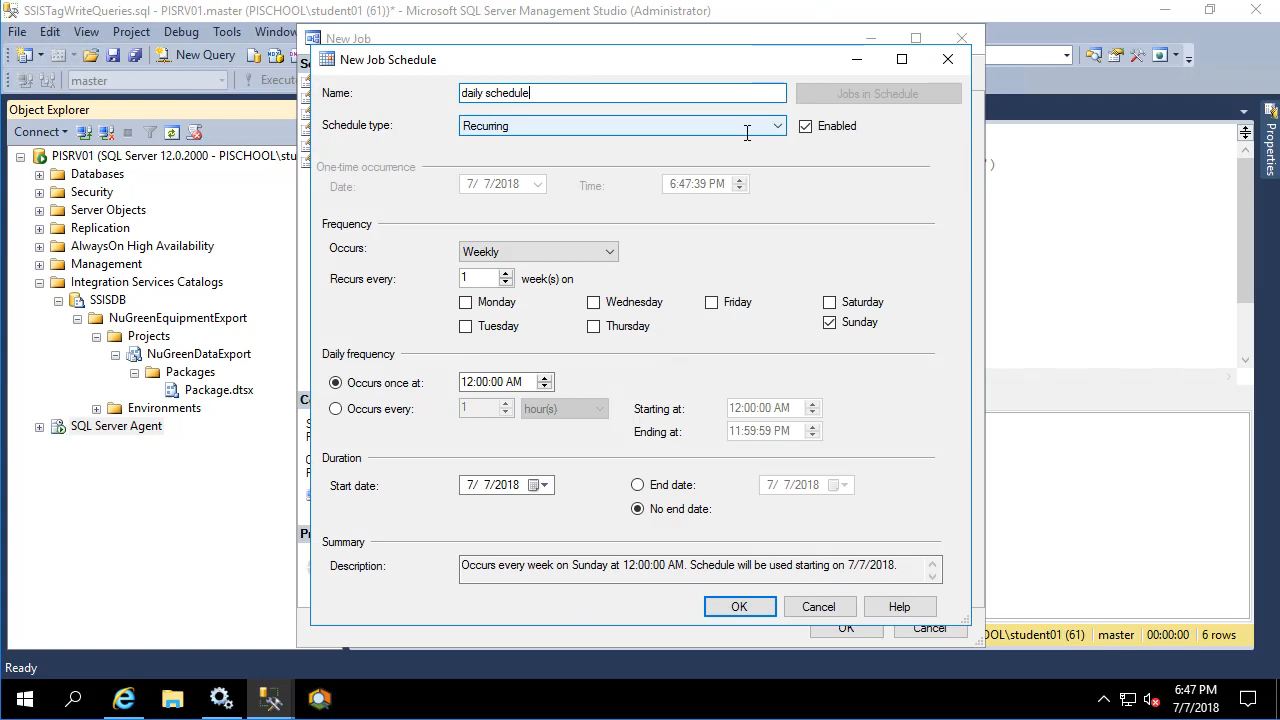 SSISTagWriteQueries.sql - PISRV01.master (PISCHOOL\student01 (61))* - Microsoft SQL Server Management Studio (Administrator)
File Edit View Project Debug Tools Window
New Query
master
Execute
Object Explorer
Connect
PISRV01 (SQL Server 12.0.2000 - PISCHOOL\stu
Databases
Security
Server Objects
Replication
AlwaysOn High Availability
Management
Integration Services Catalogs
SSISDB
NuGreenEquipmentExport
Projects
NuGreenDataExport
Packages
Package.dtsx
Environments
SQL Server Agent
New Job
New Job Schedule
Name: daily schedule Jobs in Schedule
Schedule type: Recurring Enabled
One-time occurrence
Date: 7/ 7/2018 Time: 6:47:39 PM
Frequency
Occurs: Weekly
Recurs every: 1 week(s) on
Monday Wednesday Friday Saturday
Tuesday Thursday Sunday
Daily frequency
Occurs once at: 12:00:00 AM
Occurs every: 1 hour(s) Starting at: 12:00:00 AM
Ending at: 11:59:59 PM
Duration
Start date: 7/ 7/2018 End date: 7/ 7/2018
No end date:
Summary
Description: Occurs every week on Sunday at 12:00:00 AM. Schedule will be used starting on 7/7/2018.
OK Cancel Help
OK Cancel
OOL\student01 (61) master 00:00:00 6 rows
Properties
Ready
6:47 PM
7/7/2018